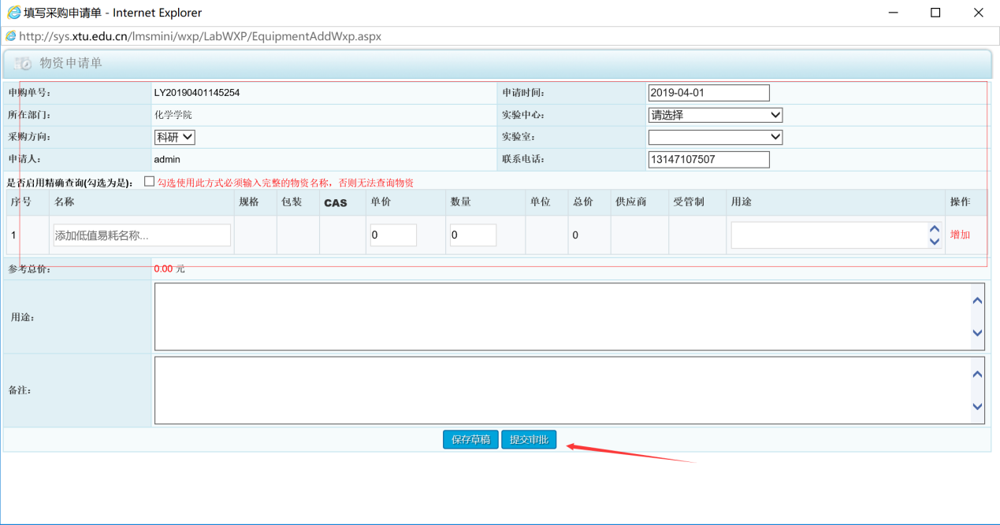 填写采购申请单 - Internet Explorer
http://sys.xtu.edu.cn/lmsmini/wxp/LabWXP/EquipmentAddWxp.aspx
物资申请单
申购单号： LY20190401145254 申请时间： 2019-04-01
所在部门： 化学学院 实验中心： 请选择
采购方向： 科研 实验室：
申请人： admin 联系电话： 13147107507
是否启用精确查询(勾选为是)： 勾选使用此方式必须输入完整的物资名称，否则无法查询物资
序号 名称 规格 包装 CAS 单价 数量 单位 总价 供应商 受管制 用途 操作
1 添加低值易耗名称... 0 0 0 增加
参考总价： 0.00 元
用途：
备注：
保存草稿 提交审批